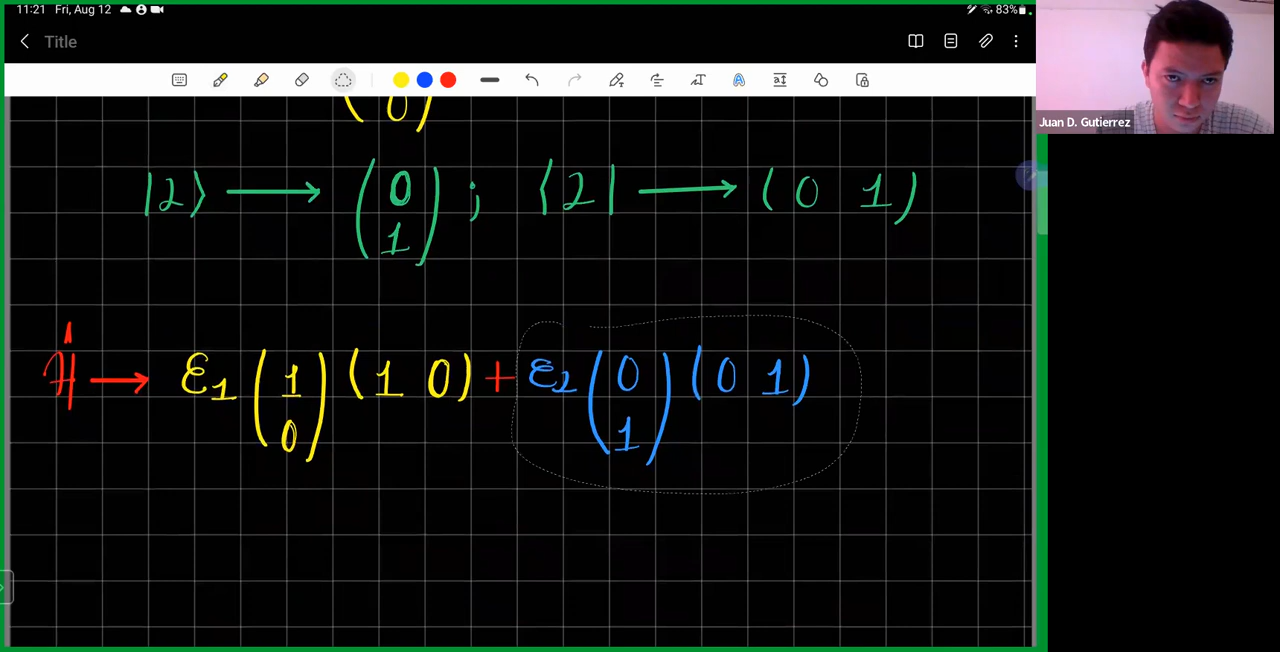 11:21 Fri, Aug 12 83%
Title
Juan D. Gutierrez
(0)
|2⟩ ⟶ (0 1) ; ⟨2| ⟶ (0 1)
Ĥ ⟶ ε1 (1 0) (1 0) + ε2 (0 1) (0 1)